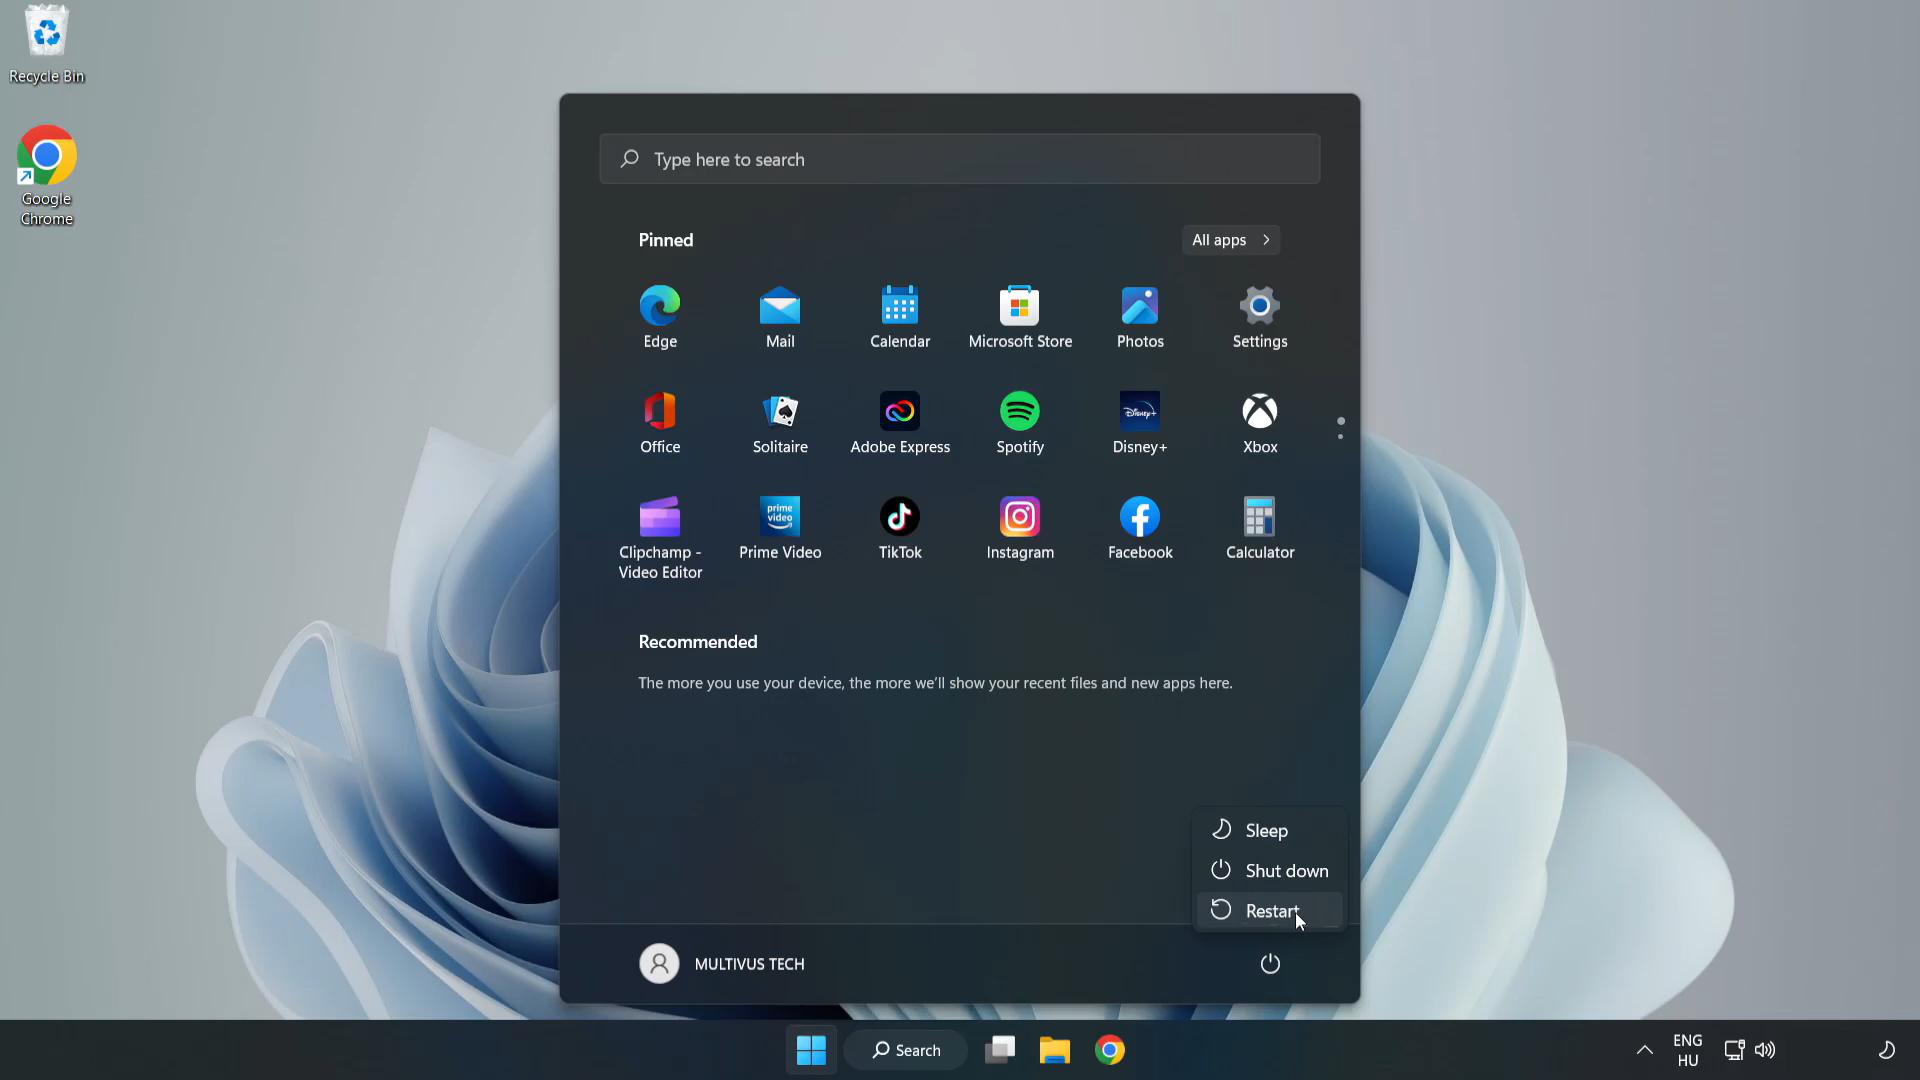 Recycle Bin
Google
Chrome
Type here to search
Pinned
All apps
Edge
Mail
Calendar
Microsoft Store
Photos
Settings
Office
Solitaire
Adobe Express
Disney+
Spotify
Disney+
Xbox
prime
video
Clipchamp -
Video Editor
Prime Video
TikTok
Instagram
Facebook
Calculator
Recommended
The more you use your device, the more we'll show your recent files and new apps here.
Sleep
Shut down
Restart
MULTIVUS TECH
Search
ENG
HU